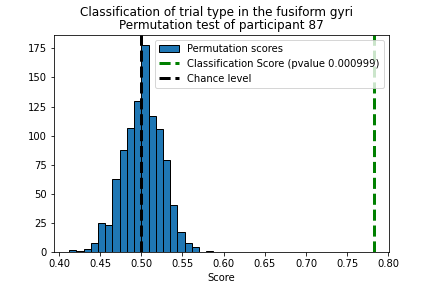 Classification of trial type in the fusiform gyri
Permutation test of participant 87
Permutation scores
Classification Score (pvalue 0.000999)
Chance level
175
150
125
100
75
50
25
0
0.40 0.45 0.50 0.55 0.60 0.65 0.70 0.75 0.80
Score